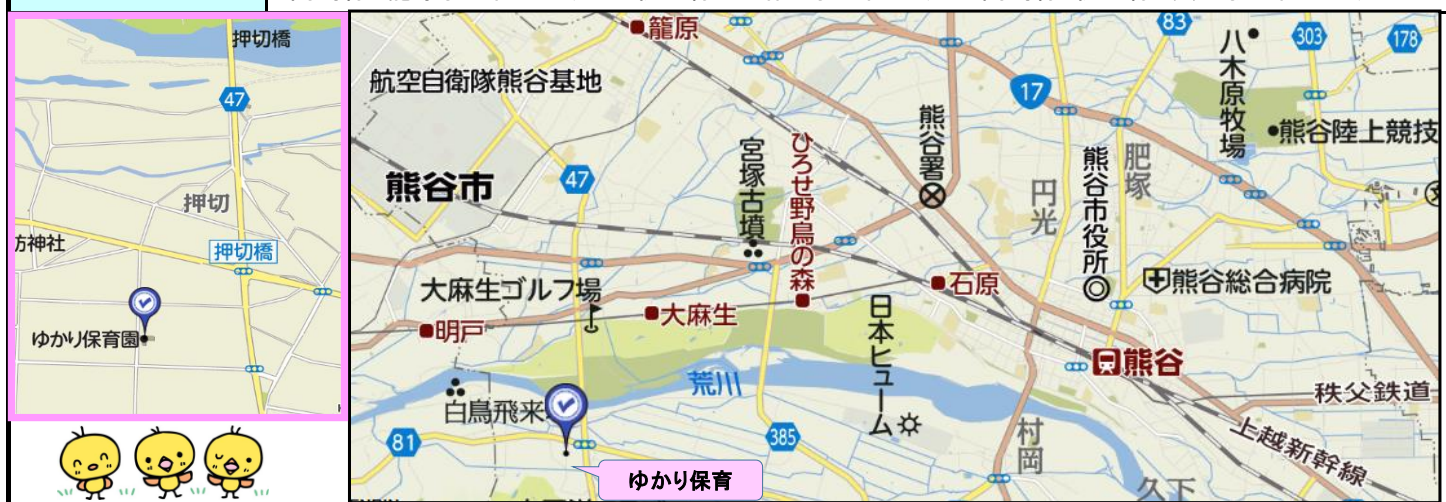 押切橋
47
押切
訪神社
押切橋
ゆかり保育園
籠原
83
303
178
八木原牧場
航空自衛隊熊谷基地
17
熊谷陸上競技
熊谷署
宮塚古墳
ひろせ野鳥の森
肥塚
熊谷市役所
47
円光
熊谷市
熊谷総合病院
大麻生ゴルフ場
石原
大麻生
日本ヒューム
明戸
熊谷
荒川
秩父鉄道
白鳥飛来
81
385
村岡
上越新幹線
久下
ゆかり保育